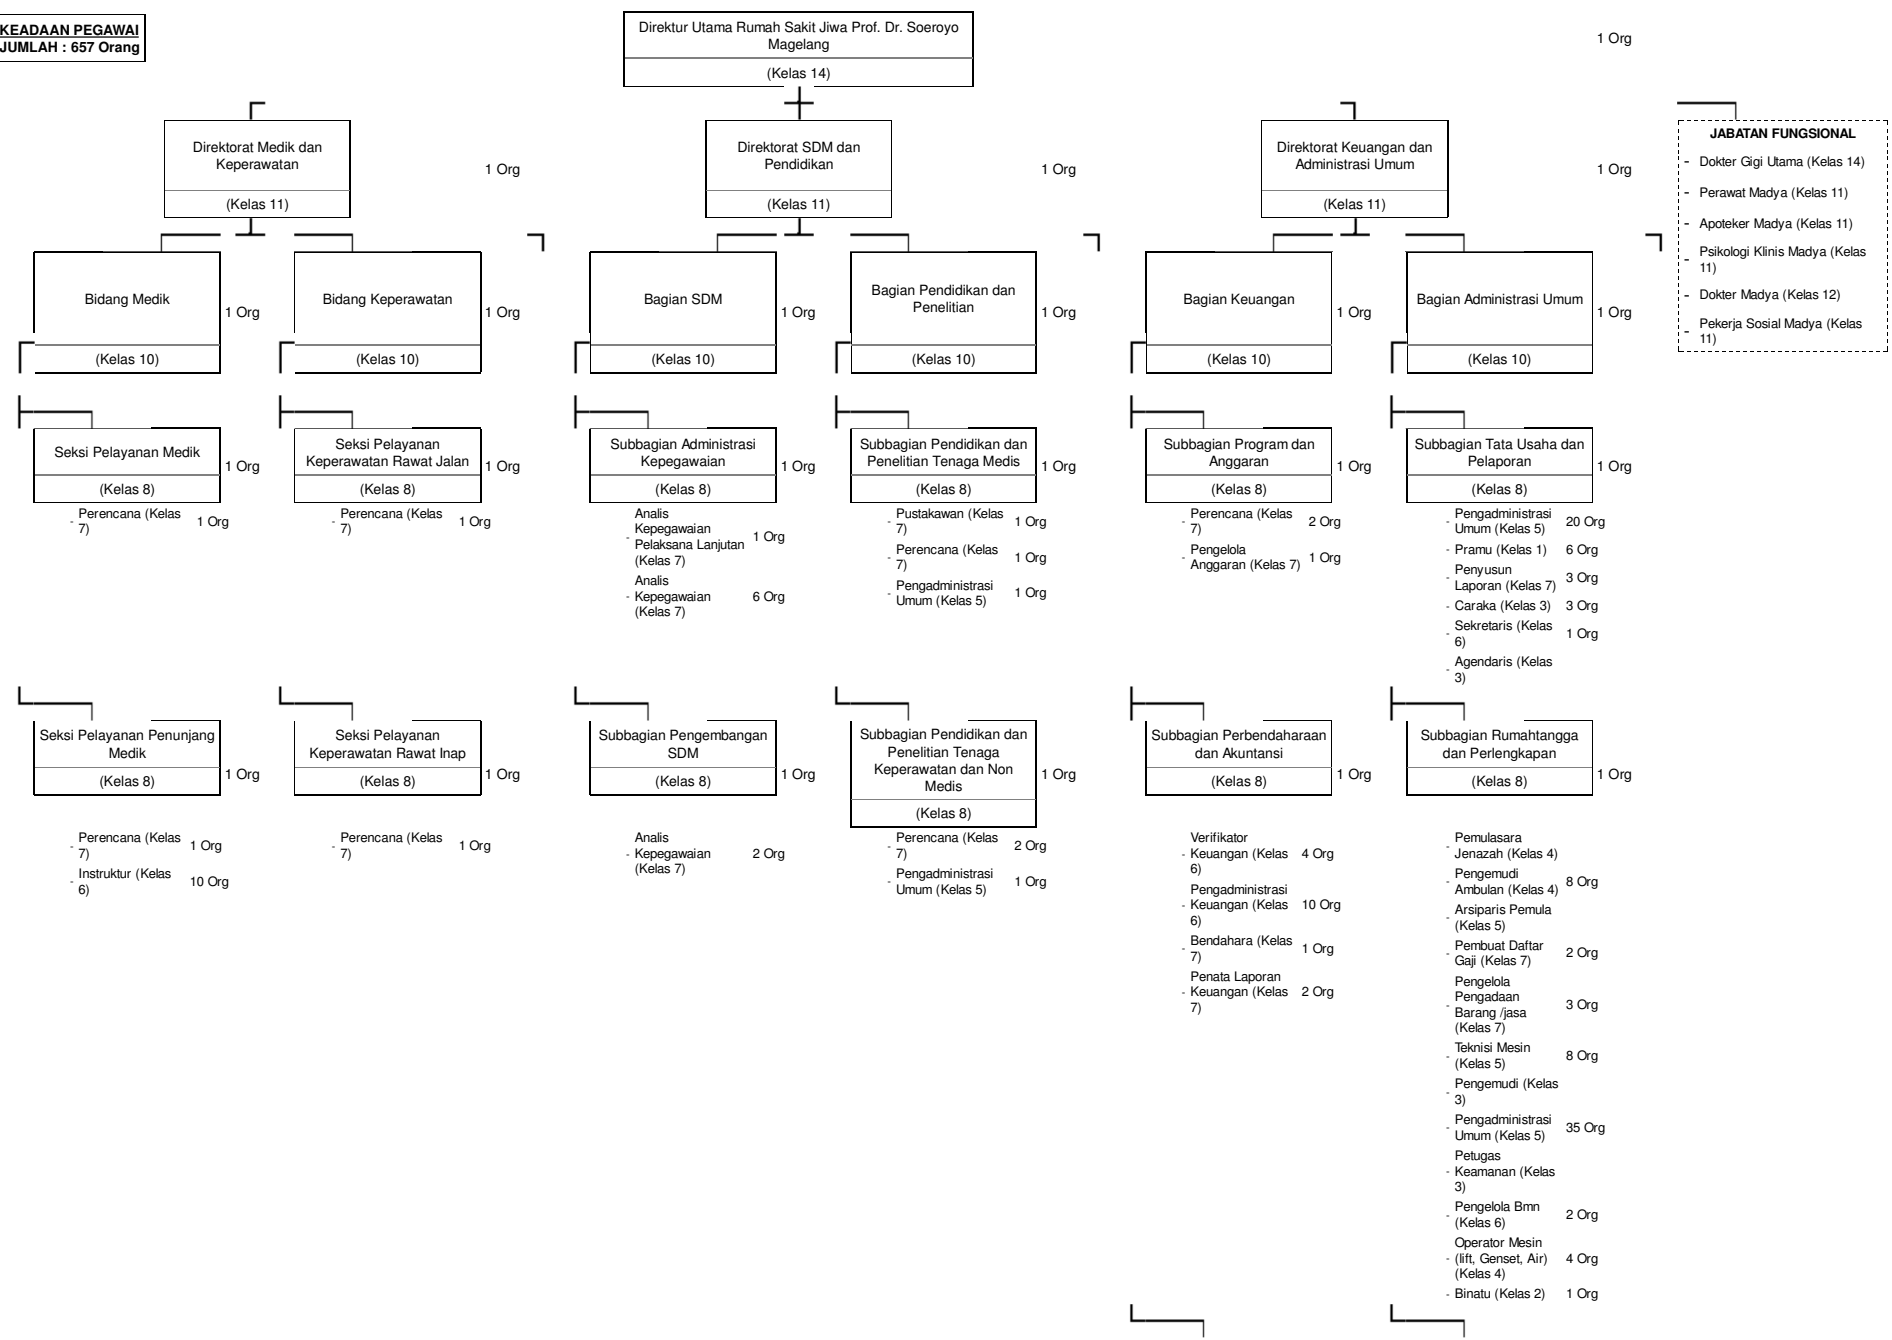 KEADAAN PEGAWAI
JUMLAH : 657 Orang
Direktur Utama Rumah Sakit Jiwa Prof. Dr. Soeroyo
Magelang
(Kelas 14)
1 Org
Direktorat Medik dan
Keperawatan
(Kelas 11)
1 Org
Direktorat SDM dan
Pendidikan
(Kelas 11)
1 Org
Direktorat Keuangan dan
Administrasi Umum
(Kelas 11)
1 Org
JABATAN FUNGSIONAL
- Dokter Gigi Utama (Kelas 14)
- Perawat Madya (Kelas 11)
- Apoteker Madya (Kelas 11)
- Psikologi Klinis Madya (Kelas
11)
- Dokter Madya (Kelas 12)
- Pekerja Sosial Madya (Kelas
11)
Bidang Medik
(Kelas 10)
1 Org
Bidang Keperawatan
(Kelas 10)
1 Org
Bagian SDM
(Kelas 10)
1 Org
Bagian Pendidikan dan
Penelitian
(Kelas 10)
1 Org
Bagian Keuangan
(Kelas 10)
1 Org
Bagian Administrasi Umum
(Kelas 10)
1 Org
Seksi Pelayanan Medik
(Kelas 8)
1 Org
- Perencana (Kelas
7)
1 Org
Seksi Pelayanan
Keperawatan Rawat Jalan
(Kelas 8)
1 Org
- Perencana (Kelas
7)
1 Org
Subbagian Administrasi
Kepegawaian
(Kelas 8)
1 Org
Analis
Kepegawaian
- Pelaksana Lanjutan
(Kelas 7)
1 Org
Analis
- Kepegawaian
(Kelas 7)
6 Org
Subbagian Pendidikan dan
Penelitian Tenaga Medis
(Kelas 8)
1 Org
- Pustakawan (Kelas
7)
1 Org
- Perencana (Kelas
7)
1 Org
- Pengadministrasi
Umum (Kelas 5)
1 Org
Subbagian Program dan
Anggaran
(Kelas 8)
1 Org
- Perencana (Kelas
7)
2 Org
- Pengelola
Anggaran (Kelas 7)
1 Org
Subbagian Tata Usaha dan
Pelaporan
(Kelas 8)
1 Org
- Pengadministrasi
Umum (Kelas 5)
20 Org
- Pramu (Kelas 1)
6 Org
- Penyusun
Laporan (Kelas 7)
3 Org
- Caraka (Kelas 3)
3 Org
- Sekretaris (Kelas
6)
1 Org
- Agendaris (Kelas
3)
Seksi Pelayanan Penunjang
Medik
(Kelas 8)
1 Org
- Perencana (Kelas
7)
1 Org
- Instruktur (Kelas
6)
10 Org
Seksi Pelayanan
Keperawatan Rawat Inap
(Kelas 8)
1 Org
- Perencana (Kelas
7)
1 Org
Subbagian Pengembangan
SDM
(Kelas 8)
1 Org
Analis
- Kepegawaian
(Kelas 7)
2 Org
Subbagian Pendidikan dan
Penelitian Tenaga
Keperawatan dan Non
Medis
(Kelas 8)
1 Org
- Perencana (Kelas
7)
2 Org
- Pengadministrasi
Umum (Kelas 5)
1 Org
Subbagian Perbendaharaan
dan Akuntansi
(Kelas 8)
1 Org
Verifikator
- Keuangan (Kelas
6)
4 Org
Pengadministrasi
- Keuangan (Kelas
6)
10 Org
- Bendahara (Kelas
7)
1 Org
Penata Laporan
- Keuangan (Kelas
7)
2 Org
Subbagian Rumahtangga
dan Perlengkapan
(Kelas 8)
1 Org
- Pemulasara
Jenazah (Kelas 4)
- Pengemudi
Ambulan (Kelas 4)
8 Org
- Arsiparis Pemula
(Kelas 5)
- Pembuat Daftar
Gaji (Kelas 7)
2 Org
Pengelola
Pengadaan
- Barang /jasa
(Kelas 7)
3 Org
- Teknisi Mesin
(Kelas 5)
8 Org
- Pengemudi (Kelas
3)
- Pengadministrasi
Umum (Kelas 5)
35 Org
Petugas
- Keamanan (Kelas
3)
- Pengelola Bmn
(Kelas 6)
2 Org
Operator Mesin
- (lift, Genset, Air)
(Kelas 4)
4 Org
- Binatu (Kelas 2)
1 Org